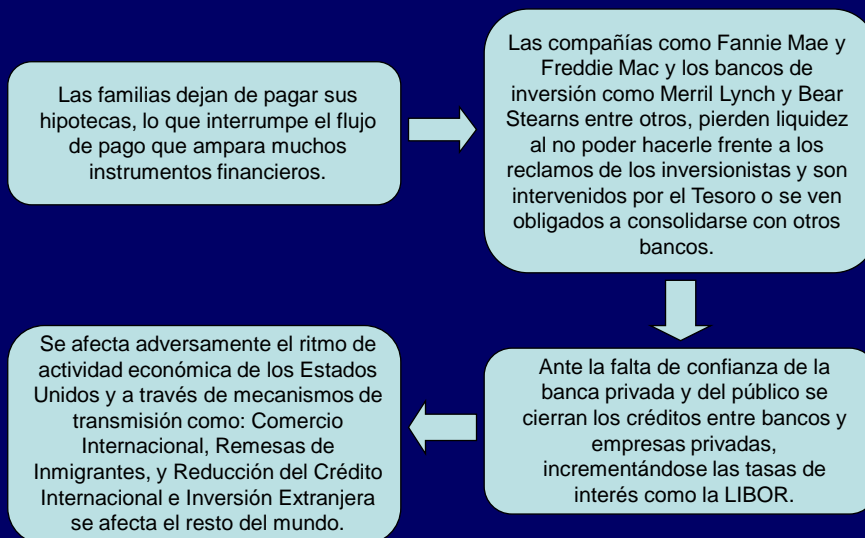 Las familias dejan de pagar sus
hipotecas, lo que interrumpe el flujo
de pago que ampara muchos
instrumentos financieros.
Las compañías como Fannie Mae y
Freddie Mac y los bancos de
inversión como Merril Lynch y Bear
Stearns entre otros, pierden liquidez
al no poder hacerle frente a los
reclamos de los inversionistas y son
intervenidos por el Tesoro o se ven
obligados a consolidarse con otros
bancos.
Ante la falta de confianza de la
banca privada y del público se
cierran los créditos entre bancos y
empresas privadas,
incrementándose las tasas de
interés como la LIBOR.
Se afecta adversamente el ritmo de
actividad económica de los Estados
Unidos y a través de mecanismos de
transmisión como: Comercio
Internacional, Remesas de
Inmigrantes, y Reducción del Crédito
Internacional e Inversión Extranjera
se afecta el resto del mundo.